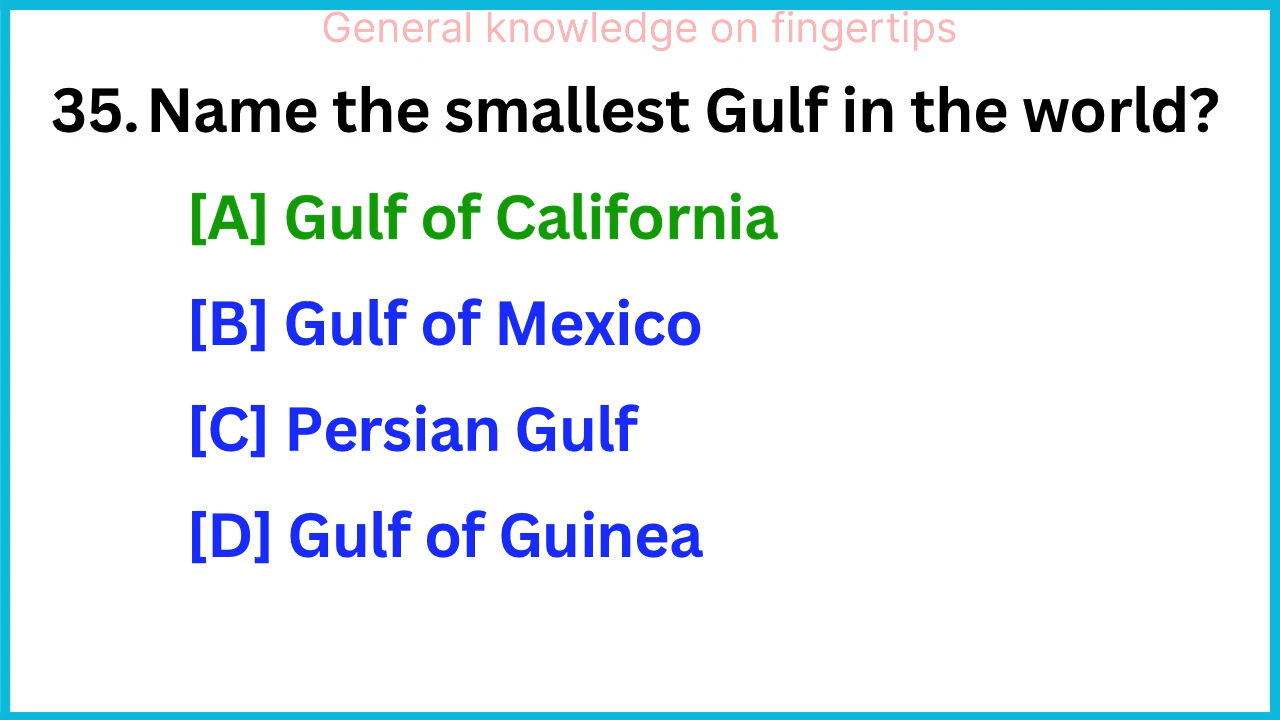 General knowledge on fingertips
35. Name the smallest Gulf in the world?
[A] Gulf of California
[B] Gulf of Mexico
[C] Persian Gulf
[D] Gulf of Guinea